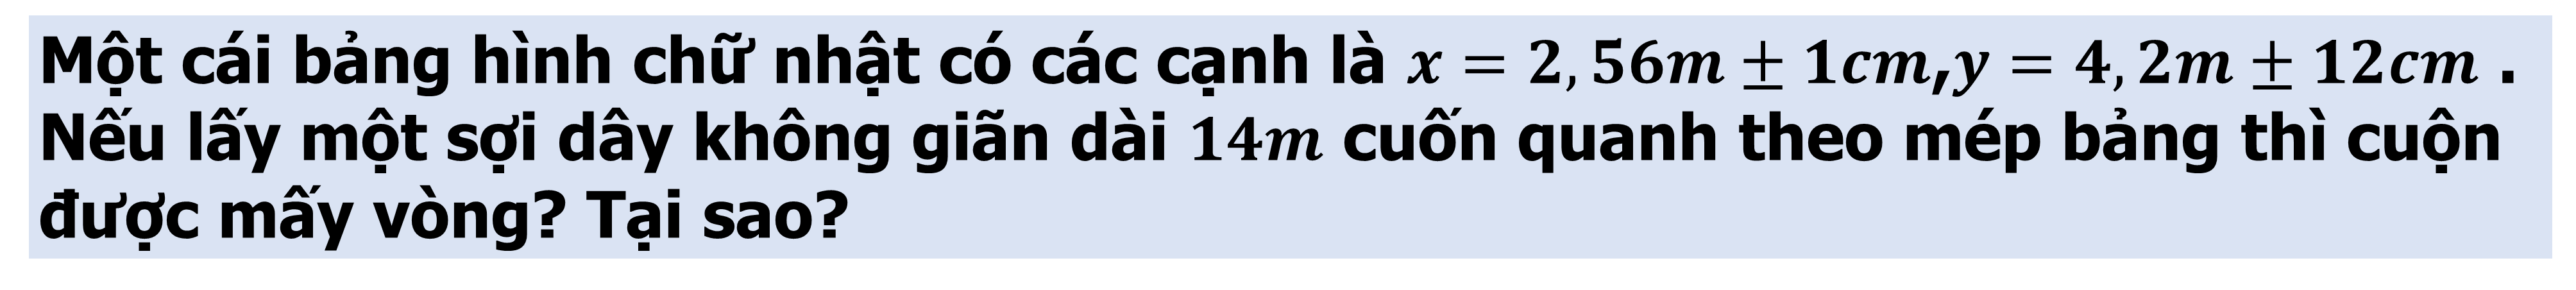 Một cái bảng hình chữ nhật có các cạnh là x = 2,56m ± 1cm,y = 4,2m ± 12cm .
Nếu lấy một sợi dây không giãn dài 14m cuốn quanh theo mép bảng thì cuộn
được mấy vòng? Tại sao?